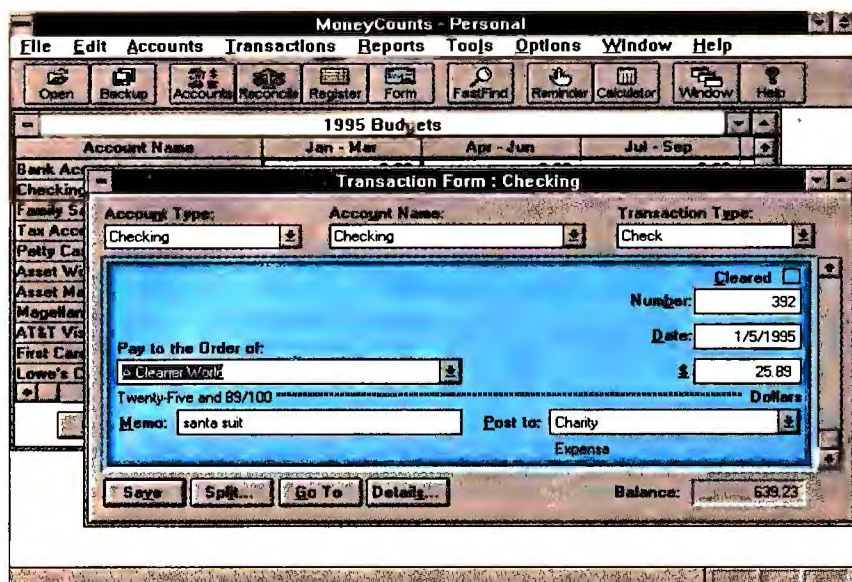 MoneyCounts - Personal
File Edit Accounts Transactions Reports Tools Options Window Help
Open Backup Accounts Reconcile Register Form FastFind Reminder Calculator Window Help
1995 Budgets
Account Name Jan - Mar Apr - Jun Jul - Sep
Bank Acc
Checking
Family Sa
Tax Acco
Petty Cas
Asset Wi
Asset Ma
Magellan
AT&T Vis
First Card
Lowe's C
Transaction Form : Checking
Account Type: Account Name: Transaction Type:
Checking Checking Check
Cleared
Number: 392
Date: 1/5/1995
Pay to the Order of:
A Cleaner World $ 25.89
Twenty-Five and 89/100 Dollars
Memo: santa suit Post to: Charity
Expense
Save Split... Go To Details... Balance: 639.23